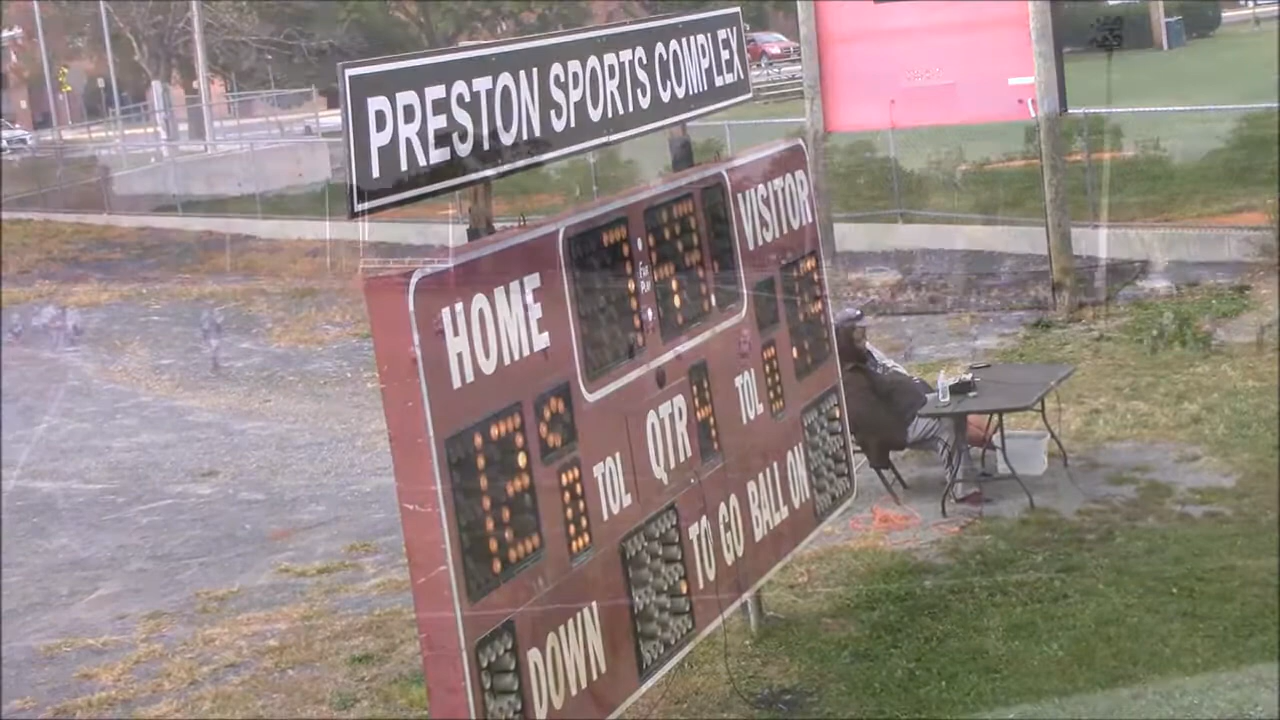 PRESTON SPORTS COMPLEX
HOME
VISITOR
TOL
QTR
TOL
DOWN
TO GO
BALL ON